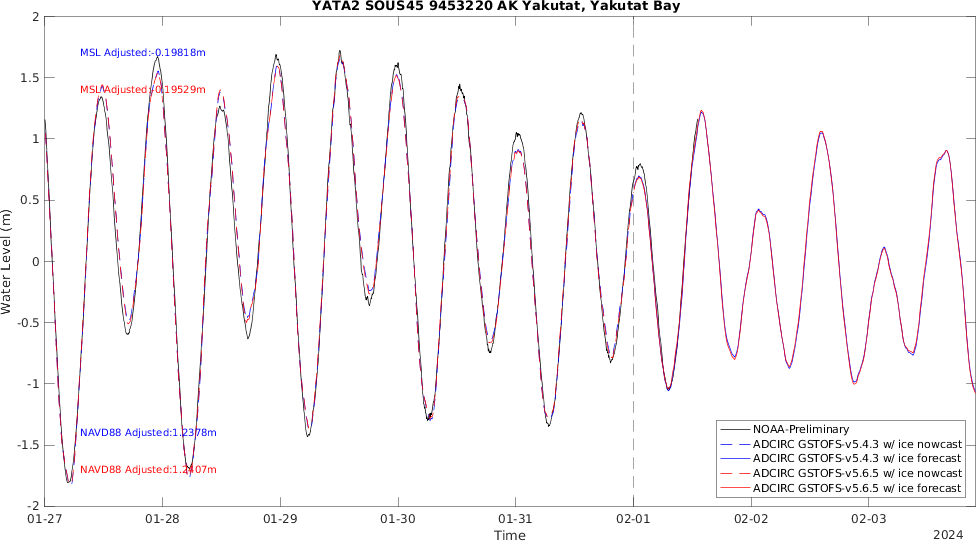 YATA2 SOUS45 9453220 AK Yakutat, Yakutat Bay
2
1.5
1
0.5
0
-0.5
-1
-1.5
-2
Water Level (m)
MSL Adjusted:-0.19818m
MSL Adjusted:-0.19529m
NAVD88 Adjusted:1.2378m
NAVD88 Adjusted:1.2407m
NOAA-Preliminary
ADCIRC GSTOFS-v5.4.3 w/ ice nowcast
ADCIRC GSTOFS-v5.4.3 w/ ice forecast
ADCIRC GSTOFS-v5.6.5 w/ ice nowcast
ADCIRC GSTOFS-v5.6.5 w/ ice forecast
01-27 01-28 01-29 01-30 01-31 02-01 02-02 02-03
Time
2024